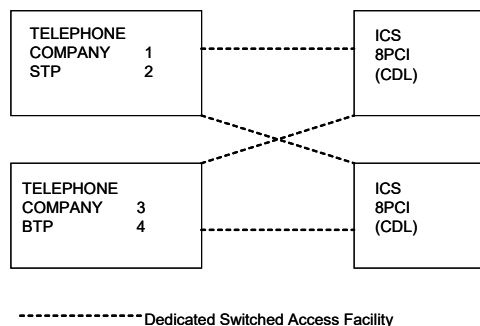 TELEPHONE
COMPANY 1
STP 2
ICS
8PCI
(CDL)
TELEPHONE
COMPANY 3
BTP 4
ICS
8PCI
(CDL)
Dedicated Switched Access Facility